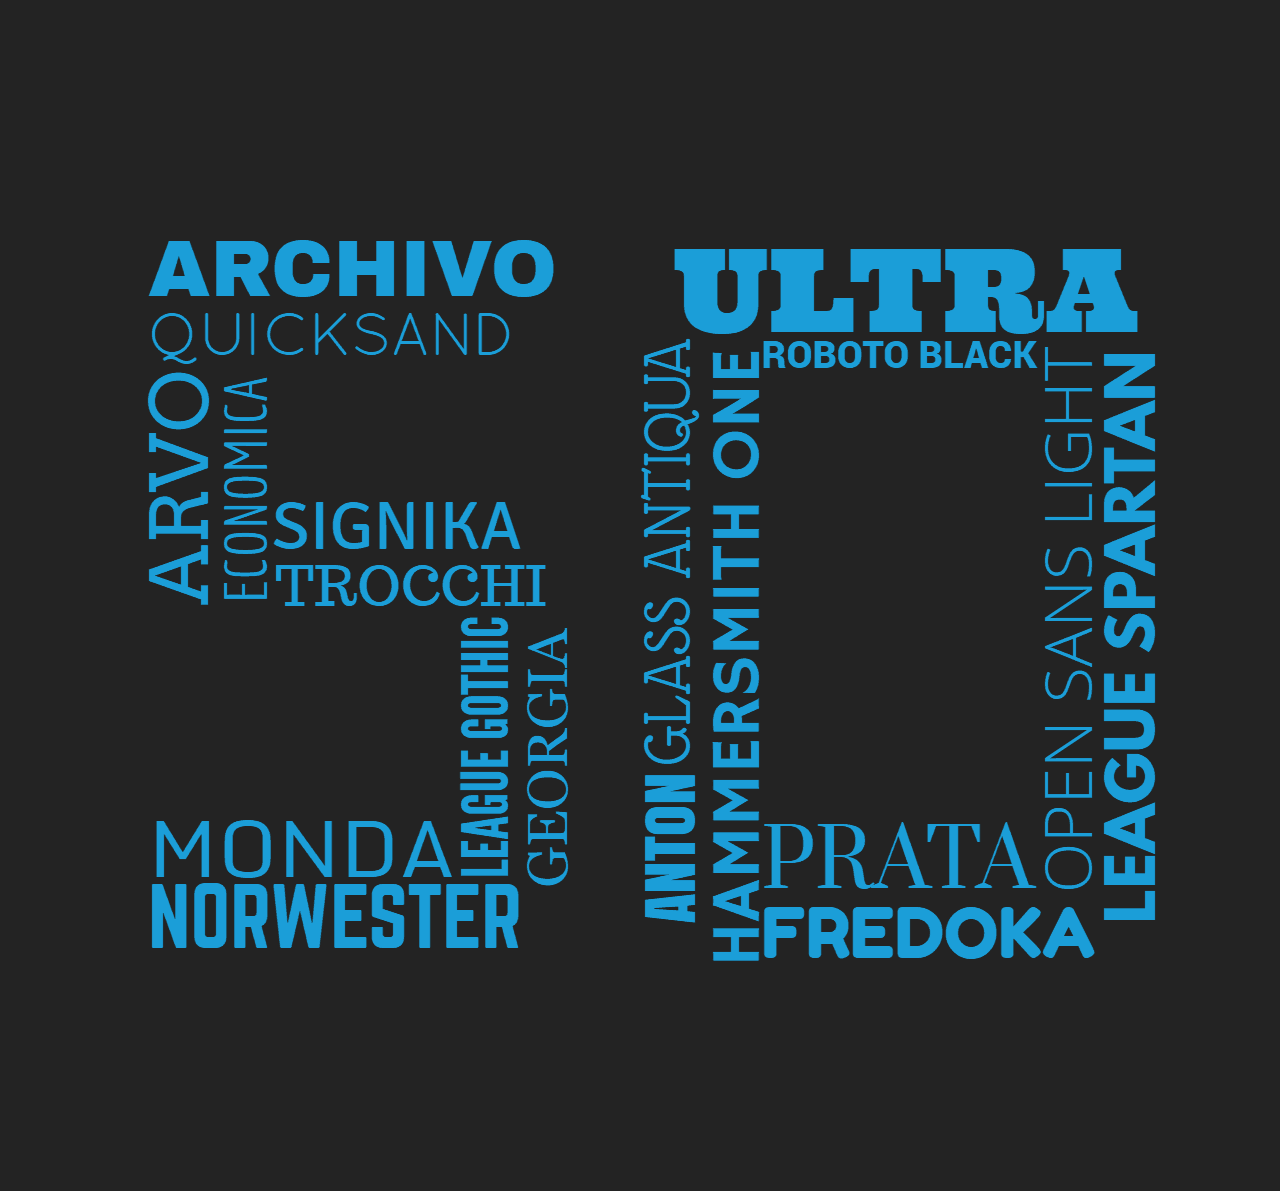 ARCHIVO
QUICKSAND
ARVO
ECONOMICA
SIGNIKA
TROCCHI
LEAGUE GOTHIC
GEORGIA
MONDA
NORWESTER
ULTRA
ROBOTO BLACK
GLASS ANTIQUA
ANTON
HAMMERSMITH ONE
OPEN SANS LIGHT
LEAGUE SPARTAN
PRATA
FREDOKA